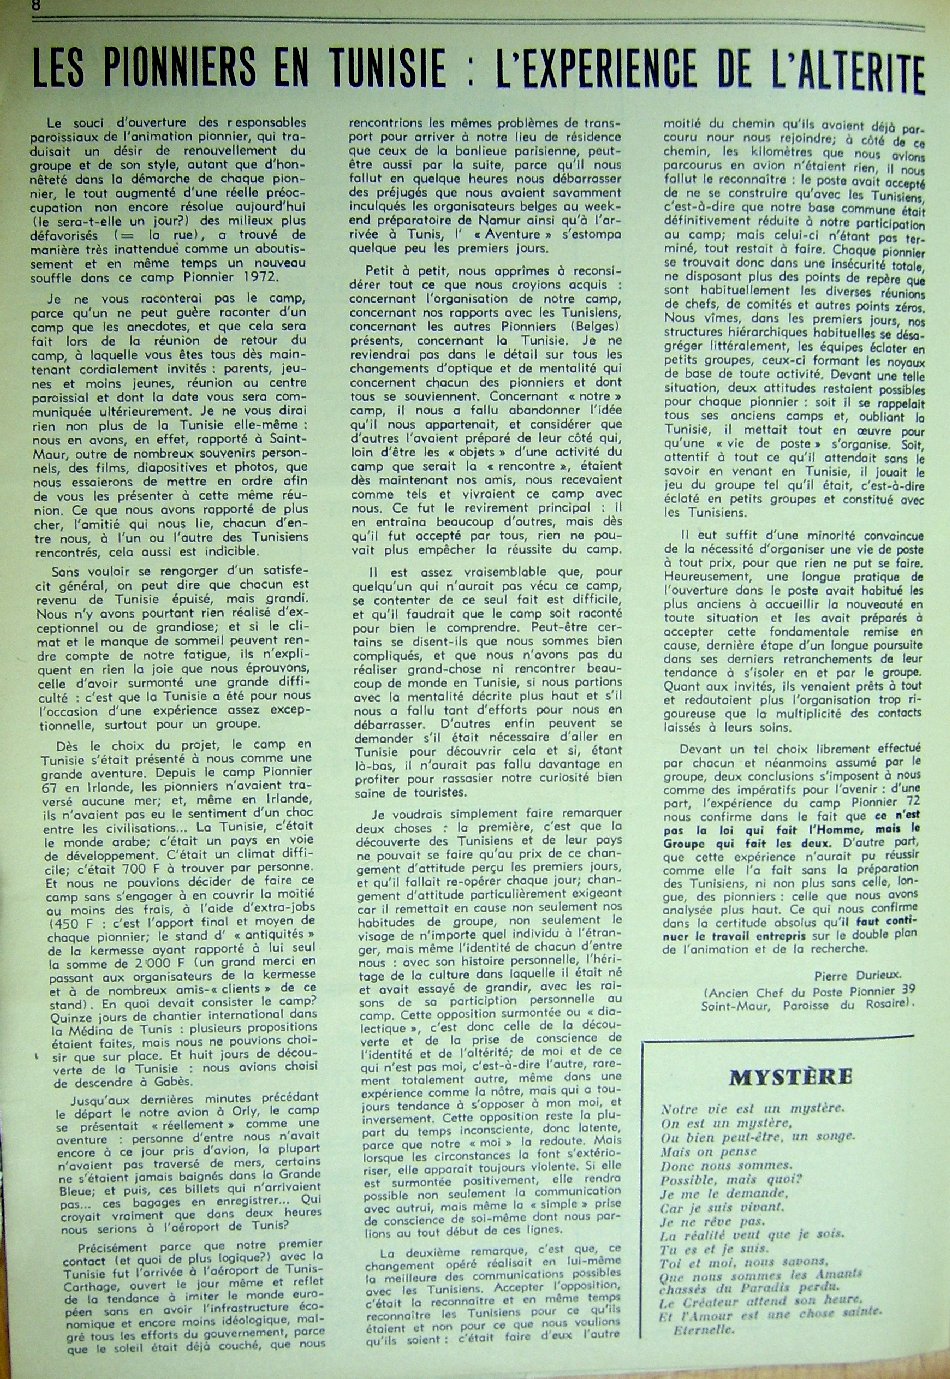 8
LES PIONNIERS EN TUNISIE : L'EXPERIENCE DE L'ALTERITE
Le souci d'ouverture des responsables
paroissiaux de l'animation pionnier, qui tra-
duisait un désir de renouvellement du
groupe et de son style, autant que d'hon-
nêteté dans la démarche de chaque pion-
nier, le tout augmenté d'une réelle préoc-
cupation non encore résolue aujourd'hui
(le sera-t-elle un jour?) des milieux plus
défavorisés (= la rue), a trouvé de
manière très inattendue comme un aboutis-
sement et en même temps un nouveau
souffle dans ce camp Pionnier 1972.
Je ne vous raconterai pas le camp,
parce qu'un ne peut guère raconter d'un
camp que les anecdotes, et que cela sera
fait lors de la réunion de retour du
camp, à laquelle vous êtes tous dès main-
tenant cordialement invités : parents, jeu-
nes et moins jeunes, réunion au centre
paroissial et dont la date vous sera com-
muniquée ultérieurement. Je ne vous dirai
rien non plus de la Tunisie elle-même :
nous en avons, en effet, rapporté à Saint-
Maur, outre de nombreux souvenirs person-
nels, des films, diapositives et photos, que
nous essaierons de mettre en ordre afin
de vous les présenter à cette même réu-
nion. Ce que nous avons rapporté de plus
cher, l'amitié qui nous lie, chacun d'en-
tre nous, à l'un ou l'autre des Tunisiens
rencontrés, cela aussi est indicible.
Sans vouloir se rengorger d'un satisfe-
cit général, on peut dire que chacun est
revenu de Tunisie épuisé, mais grandi.
Nous n'y avons pourtant rien réalisé d'ex-
ceptionnel ou de grandiose; et si le cli-
mat et le manque de sommeil peuvent ren-
dre compte de notre fatigue, ils n'expli-
quent en rien la joie que nous éprouvons,
celle d'avoir surmonté une grande diffi-
culté : c'est que la Tunisie a été pour nous
l'occasion d'une expérience assez excep-
tionnelle, surtout pour un groupe.
Dès le choix du projet, le camp en
Tunisie s'était présenté à nous comme une
grande aventure. Depuis le camp Pionnier
67 en Irlande, les pionniers n'avaient tra-
versé aucune mer; et, même en Irlande,
ils n'avaient pas eu le sentiment d'un choc
entre les civilisations... La Tunisie, c'était
le monde arabe; c'était un pays en voie
de développement. C'était un climat diffi-
cile; c'était 700 F à trouver par personne.
Et nous ne pouvions décider de faire ce
camp sans s'engager à en couvrir la moitié
au moins des frais, à l'aide d'extra-jobs
(450 F : c'est l'apport final et moyen de
chaque pionnier; le stand d' « antiquités »
de la kermesse ayant rapporté à lui seul
la somme de 2'000 F (un grand merci en
passant aux organisateurs de la kermesse
et à de nombreux amis-« clients » de ce
stand). En quoi devait consister le camp?
Quinze jours de chantier international dans
la Médina de Tunis : plusieurs propositions
étaient faites, mais nous ne pouvions choi-
sir que sur place. Et huit jours de décou-
verte de la Tunisie : nous avions choisi
de descendre à Gabès.
Jusqu'aux dernières minutes précédant
le départ le notre avion à Orly, le camp
se présentait « réellement » comme une
aventure : personne d'entre nous n'avait
encore à ce jour pris d'avion, la plupart
n'avaient pas traversé de mers, certains
ne s'étaient jamais baignés dans la Grande
Bleue; et puis, ces billets qui n'arrivaient
pas... ces bagages en enregistrer... Qui
croyait vraiment que dans deux heures
nous serions à l'aéroport de Tunis?
Précisément parce que notre premier
contact (et quoi de plus logique?) avec la
Tunisie fut l'arrivée à l'aéroport de Tunis-
Carthage, ouvert le jour même et reflet
de la tendance à imiter le monde euro-
péen sans en avoir l'infrastructure éco-
nomique et encore moins idéologique, mal-
gré tous les efforts du gouvernement, parce
que le soleil était déjà couché, que nous
rencontrions les mêmes problèmes de trans-
port pour arriver à notre lieu de résidence
que ceux de la banlieue parisienne, peut-
être aussi par la suite, parce qu'il nous
fallut en quelque heures nous débarrasser
des préjugés que nous avaient savamment
inculqués les organisateurs belges au week-
end préparatoire de Namur ainsi qu'à l'ar-
rivée à Tunis, l' « Aventure » s'estompa
quelque peu les premiers jours.
Petit à petit, nous apprîmes à reconsi-
dérer tout ce que nous croyions acquis :
concernant l'organisation de notre camp,
concernant nos rapports avec les Tunisiens,
concernant les autres Pionniers (Belges)
présents, concernant la Tunisie. Je ne
reviendrai pas dans le détail sur tous les
changements d'optique et de mentalité qui
concernent chacun des pionniers et dont
tous se souviennent. Concernant « notre »
camp, il nous a fallu abandonner l'idée
qu'il nous appartenait, et considérer que
d'autres l'avaient préparé de leur côté qui,
loin d'être les « objets » d'une activité du
camp que serait la « rencontre », étaient
dès maintenant nos amis, nous recevaient
comme tels et vivraient ce camp avec
nous. Ce fut le revirement principal : il
en entraina beaucoup d'autres, mais dès
qu'il fut accepté par tous, rien ne pou-
vait plus empêcher la réussite du camp.
Il est assez vraisemblable que, pour
quelqu'un qui n'aurait pas vécu ce camp,
se contenter de ce seul fait est difficile,
et qu'il faudrait que le camp soit raconté
pour bien le comprendre. Peut-être cer-
tains se disent-ils que nous sommes bien
compliqués, et que nous n'avons pas du
réaliser grand-chose ni rencontrer beau-
coup de monde en Tunisie, si nous partions
avec la mentalité décrite plus haut et s'il
nous a fallu tant d'efforts pour nous en
débarrasser. D'autres enfin peuvent se
demander s'il était nécessaire d'aller en
Tunisie pour découvrir cela et si, étant
là-bas, il n'aurait pas fallu davantage en
profiter pour rassasier notre curiosité bien
saine de touristes.
Je voudrais simplement faire remarquer
deux choses : la première, c'est que la
découverte des Tunisiens et de leur pays
ne pouvait se faire qu'au prix de ce chan-
gement d'attitude perçu les premiers jours,
et qu'il fallait re-opérer chaque jour; chan-
gement d'attitude particulièrement exigeant
car il remettait en cause non seulement nos
habitudes de groupe, non seulement le
visage de n'importe quel individu à l'étran-
ger, mais même l'identité de chacun d'entre
nous : avec son histoire personnelle, l'héri-
tage de la culture dans laquelle il était né
et avait essayé de grandir, avec les rai-
sons de sa participtio­n personnelle au
camp. Cette opposition surmontée ou « dia-
lectique », c'est donc celle de la décou-
verte et de la prise de conscience de
l'identité et de l'altérité; de moi et de ce
qui n'est pas moi, c'est-à-dire l'autre, rare-
ment totalement autre, même dans une
expérience comme la nôtre, mais qui a tou-
jours tendance à s'opposer à mon moi, et
inversement. Cette opposition reste la plu-
part du temps inconsciente, donc latente,
parce que notre « moi » la redoute. Mais
lorsque les circonstances la font s'extério-
riser, elle apparait toujours violente. Si elle
est surmontée positivement, elle rendra
possible non seulement la communication
avec autrui, mais même la « simple » prise
de conscience de soi-même dont nous par-
lions au tout début de ces lignes.
La deuxième remarque, c'est que, ce
changement opéré réalisait en lui-même
la meilleure des communications possibles
avec les Tunisiens. Accepter l'opposition,
c'était la reconnaitre et en même temps
reconnaître les Tunisiens pour ce qu'ils
étaient et non pour ce que nous voulions
qu'ils soient : c'était faire d'eux l'autre
moitié du chemin qu'ils avaient déjà par-
couru nour nous rejoindre; à côté de ce
chemin, les kilomètres que nous avions
parcourus en avion n'étaient rien, il nous
fallut le reconnaître : le poste avait accepté
de ne se construire qu'avec les Tunisiens,
c'est-à-dire que notre base commune était
définitivement réduite à notre participation
au camp; mais celui-ci n'étant pas ter-
miné, tout restait à faire. Chaque pionnier
se trouvait donc dans une insécurité totale,
ne disposant plus des points de repère que
sont habituellement les diverses réunions
de chefs, de comités et autres points zéros.
Nous vîmes, dans les premiers jours, nos
structures hiérarchiques habituelles se désa-
gréger littéralement, les équipes éclater en
petits groupes, ceux-ci formant les noyaux
de base de toute activité. Devant une telle
situation, deux attitudes restaient possibles
pour chaque pionnier : soit il se rappelait
tous ses anciens camps et, oubliant la
Tunisie, il mettait tout en œuvre pour
qu'une « vie de poste » s'organise. Soit,
attentif à tout ce qu'il attendait sans le
savoir en venant en Tunisie, il jouait le
jeu du groupe tel qu'il était, c'est-à-dire
éclaté en petits groupes et constitué avec
les Tunisiens.
Il eut suffit d'une minorité convaincue
de la nécessité d'organiser une vie de poste
à tout prix, pour que rien ne put se faire.
Heureusement, une longue pratique de
l'ouverture dans le poste avait habitué les
plus anciens à accueillir la nouveauté en
toute situation et les avait préparés à
accepter cette fondamentale remise en
cause, dernière étape d'un longue poursuite
dans ses derniers retranchements de leur
tendance à s'isoler en et par le groupe.
Quant aux invités, ils venaient prêts à tout
et redoutaient plus l'organisation trop ri-
goureuse que la multiplicité des contacts
laissés à leurs soins.
Devant un tel choix librement effectué
par chacun et néanmoins assumé par le
groupe, deux conclusions s'imposent à nous
comme des impératifs pour l'avenir : d'une
part, l'expérience du camp Pionnier 72
nous confirme dans le fait que ce n'est
pas la loi qui fait l'Homme, mais le
Groupe qui fait les deux. D'autre part,
que cette expérience n'aurait pu réussir
comme elle l'a fait sans la préparation
des Tunisiens, ni non plus sans celle, lon-
gue, des pionniers : celle que nous avons
analysée plus haut. Ce qui nous confirme
dans la certitude absolus qu'il faut conti-
nuer le travail entrepris sur le double plan
de l'animation et de la recherche.
Pierre Durieux.
(Ancien Chef du Poste Pionnier 39
Saint-Maur, Paroisse du Rosaire).
MYSTÈRE
Notre vie est un mystère.
On est un mystère,
Ou bien peut-être, un songe.
Mais on pense
Donc nous sommes.
Possible, mais quoi?
Je me le demande,
Car je suis vivant.
Je ne rêve pas.
La réalité veut que je sois.
Tu es et je suis.
Toi et moi, nous savons,
Que nous sommes les Amants
chassés du Paradis perdu.
Le Créateur attend son heure,
Et l'Amour est une chose sainte.
Eternelle.